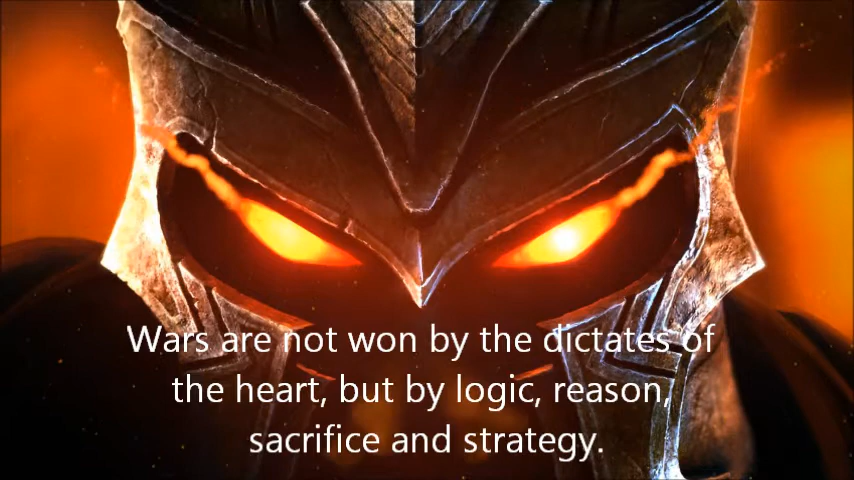 Wars are not won by the dictates of
the heart, but by logic, reason,
sacrifice and strategy.